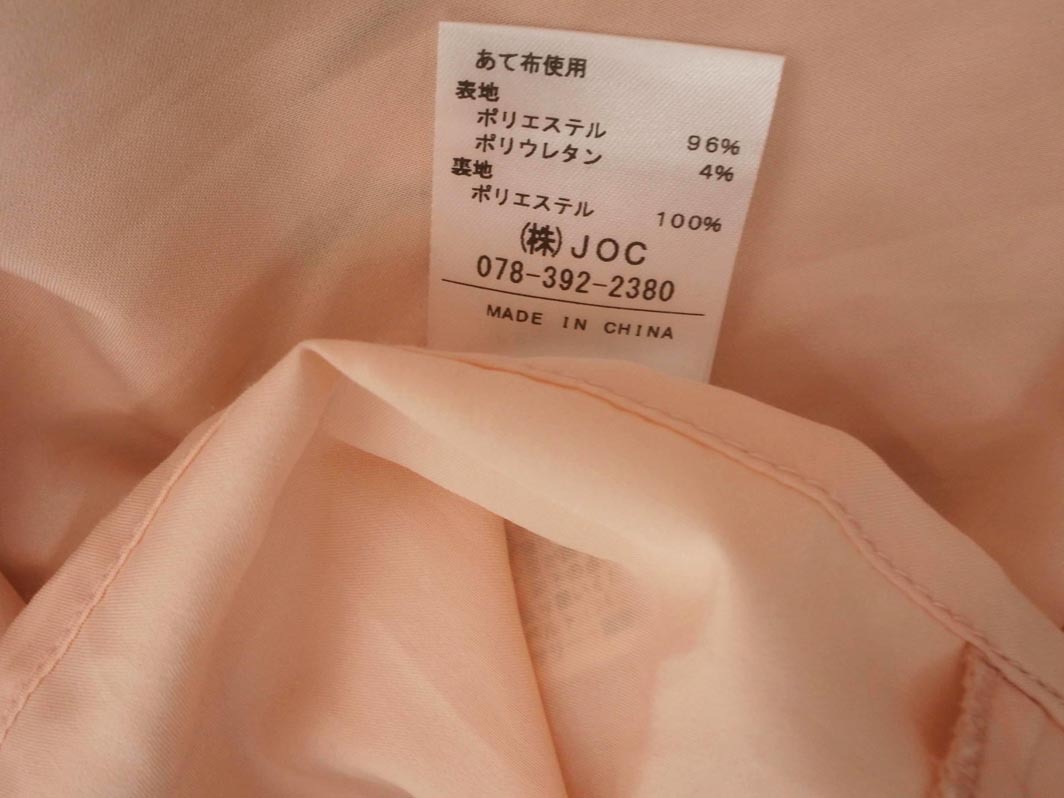 あて布使用
表地
ポリエステル 96%
ポリウレタン 4%
裏地
ポリエステル 100%
㈱JOC
078-392-2380
MADE IN CHINA